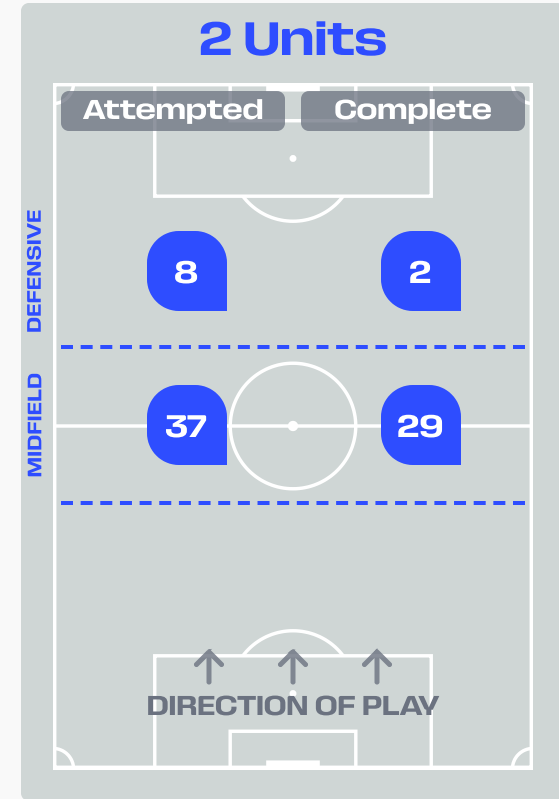 2 Units
Attempted Complete
DEFENSIVE
8 2
MIDFIELD
37 29
DIRECTION OF PLAY